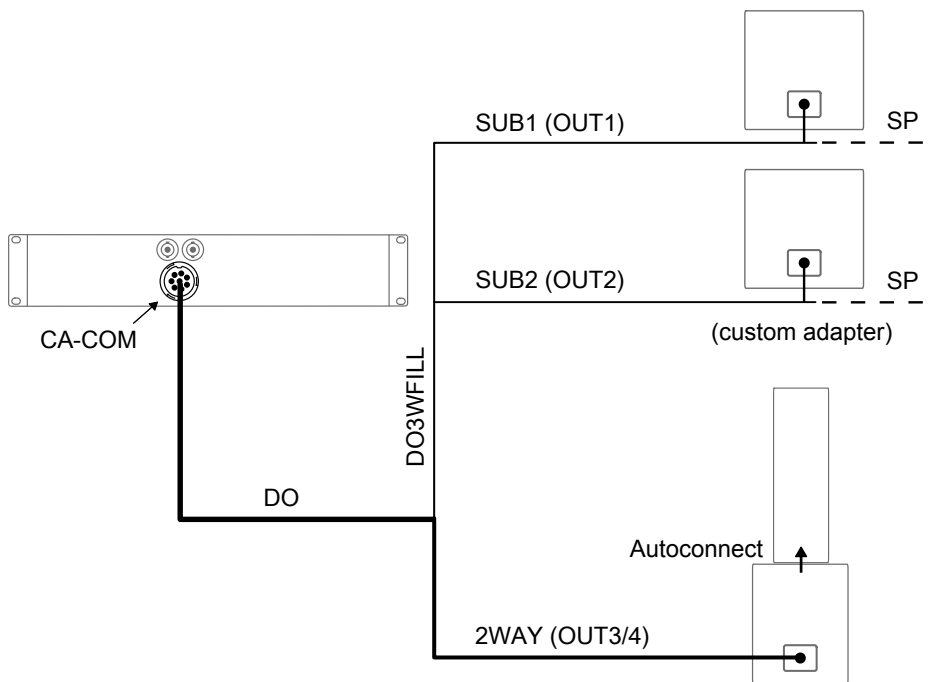 SUB1 (OUT1)
SP
SUB2 (OUT2)
SP
CA-COM
(custom adapter)
DO3WFILL
DO
Autoconnect
2WAY (OUT3/4)